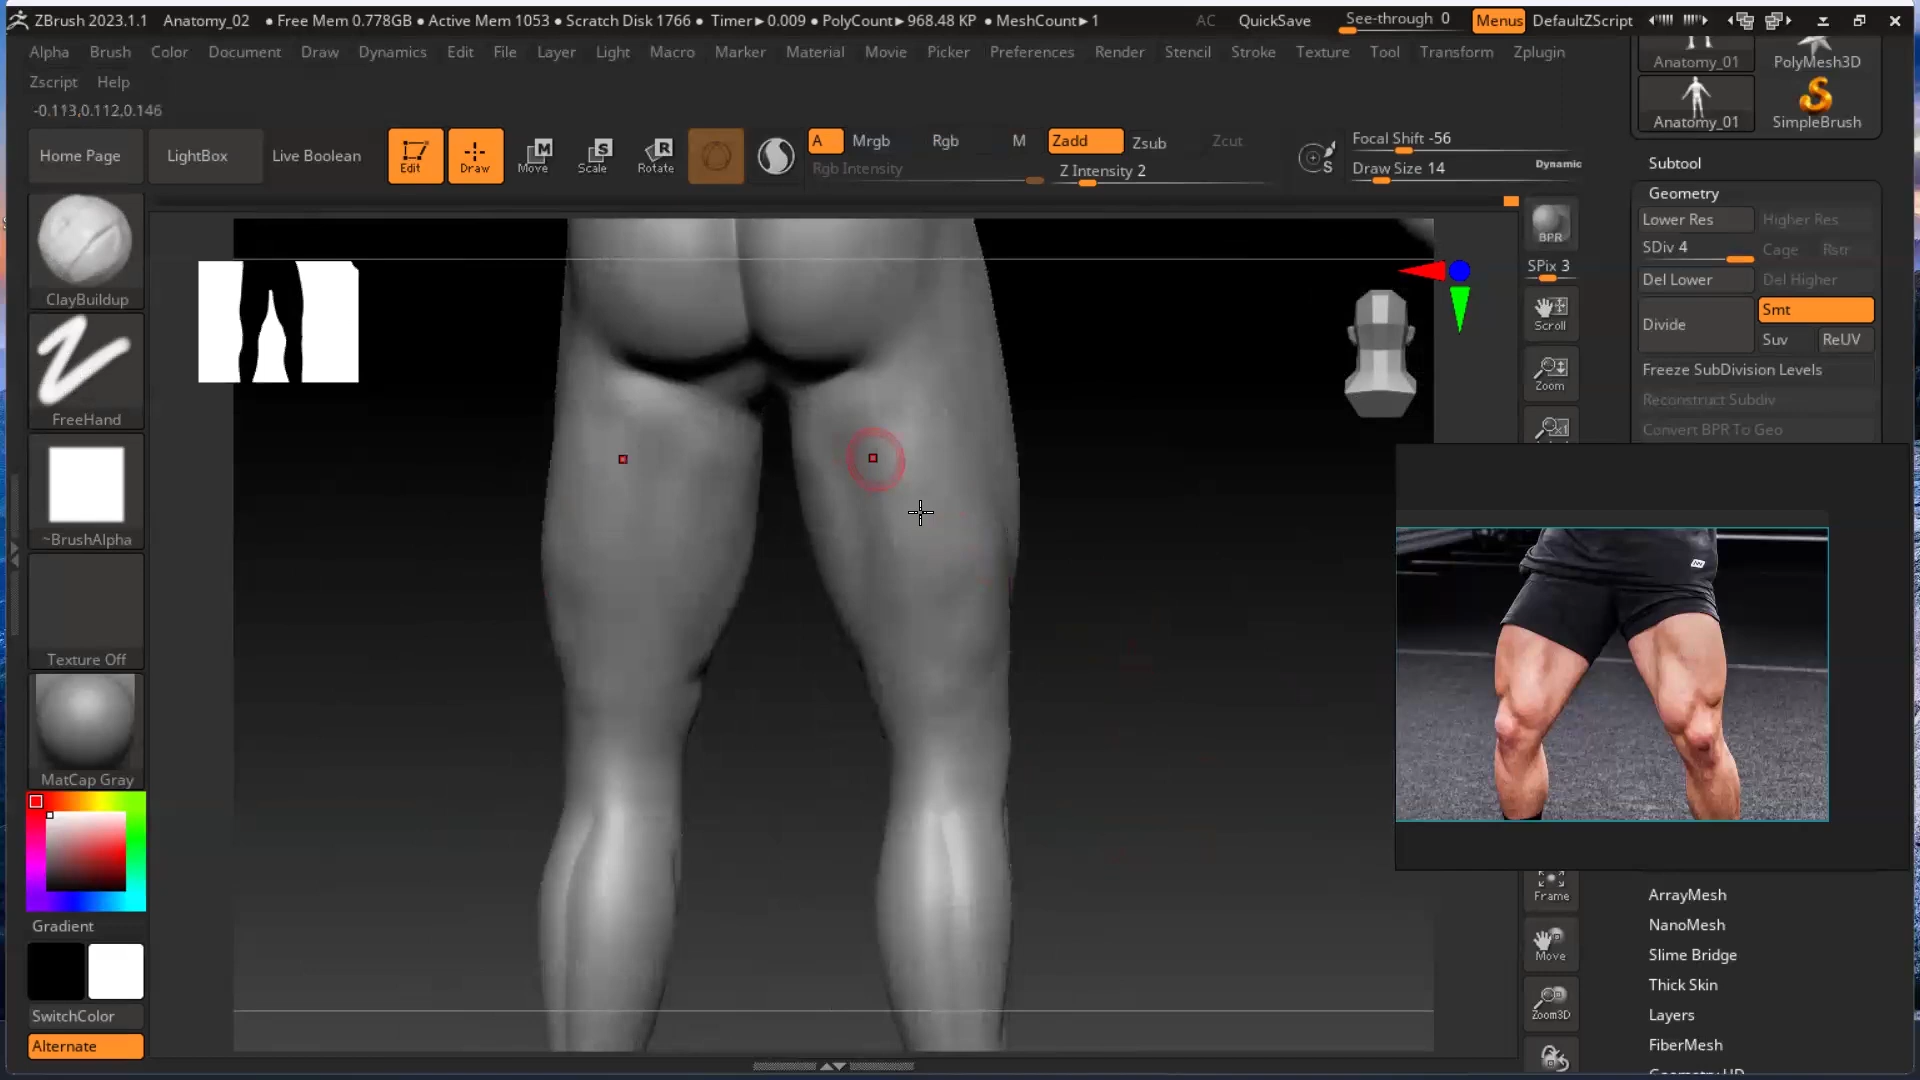 ZBrush 2023.1.1 Anatomy_02 ● Free Mem 0.778GB ● Active Mem 1053 ● Scratch Disk 1766 ● Timer►0.009 ● PolyCount►968.48 KP ● MeshCount►1 AC QuickSave See-through 0 Menus DefaultZScript
Alpha Brush Color Document Draw Dynamics Edit File Layer Light Macro Marker Material Movie Picker Preferences Render Stencil Stroke Texture Tool Transform Zplugin
Zscript Help
-0.113,0.112,0.146
Home Page
LightBox
Live Boolean
Edit
Draw
Move
Scale
Rotate
A
Mrgb
Rgb
M
Rgb Intensity
Zadd
Zsub
Zcut
Z Intensity 2
Focal Shift -56
Draw Size 14
Dynamic
S
ClayBuildup
FreeHand
~BrushAlpha
Texture Off
MatCap Gray
Gradient
SwitchColor
Alternate
BPR
SPix 3
Scroll
Zoom
Frame
Move
Zoom3D
Anatomy_01
PolyMesh3D
Anatomy_01
SimpleBrush
Subtool
Geometry
Lower Res
Higher Res
SDiv 4
Cage
Rstr
Del Lower
Del Higher
Divide
Smt
Suv
ReUV
Freeze SubDivision Levels
Reconstruct Subdiv
Convert BPR To Geo
ArrayMesh
NanoMesh
Slime Bridge
Thick Skin
Layers
FiberMesh